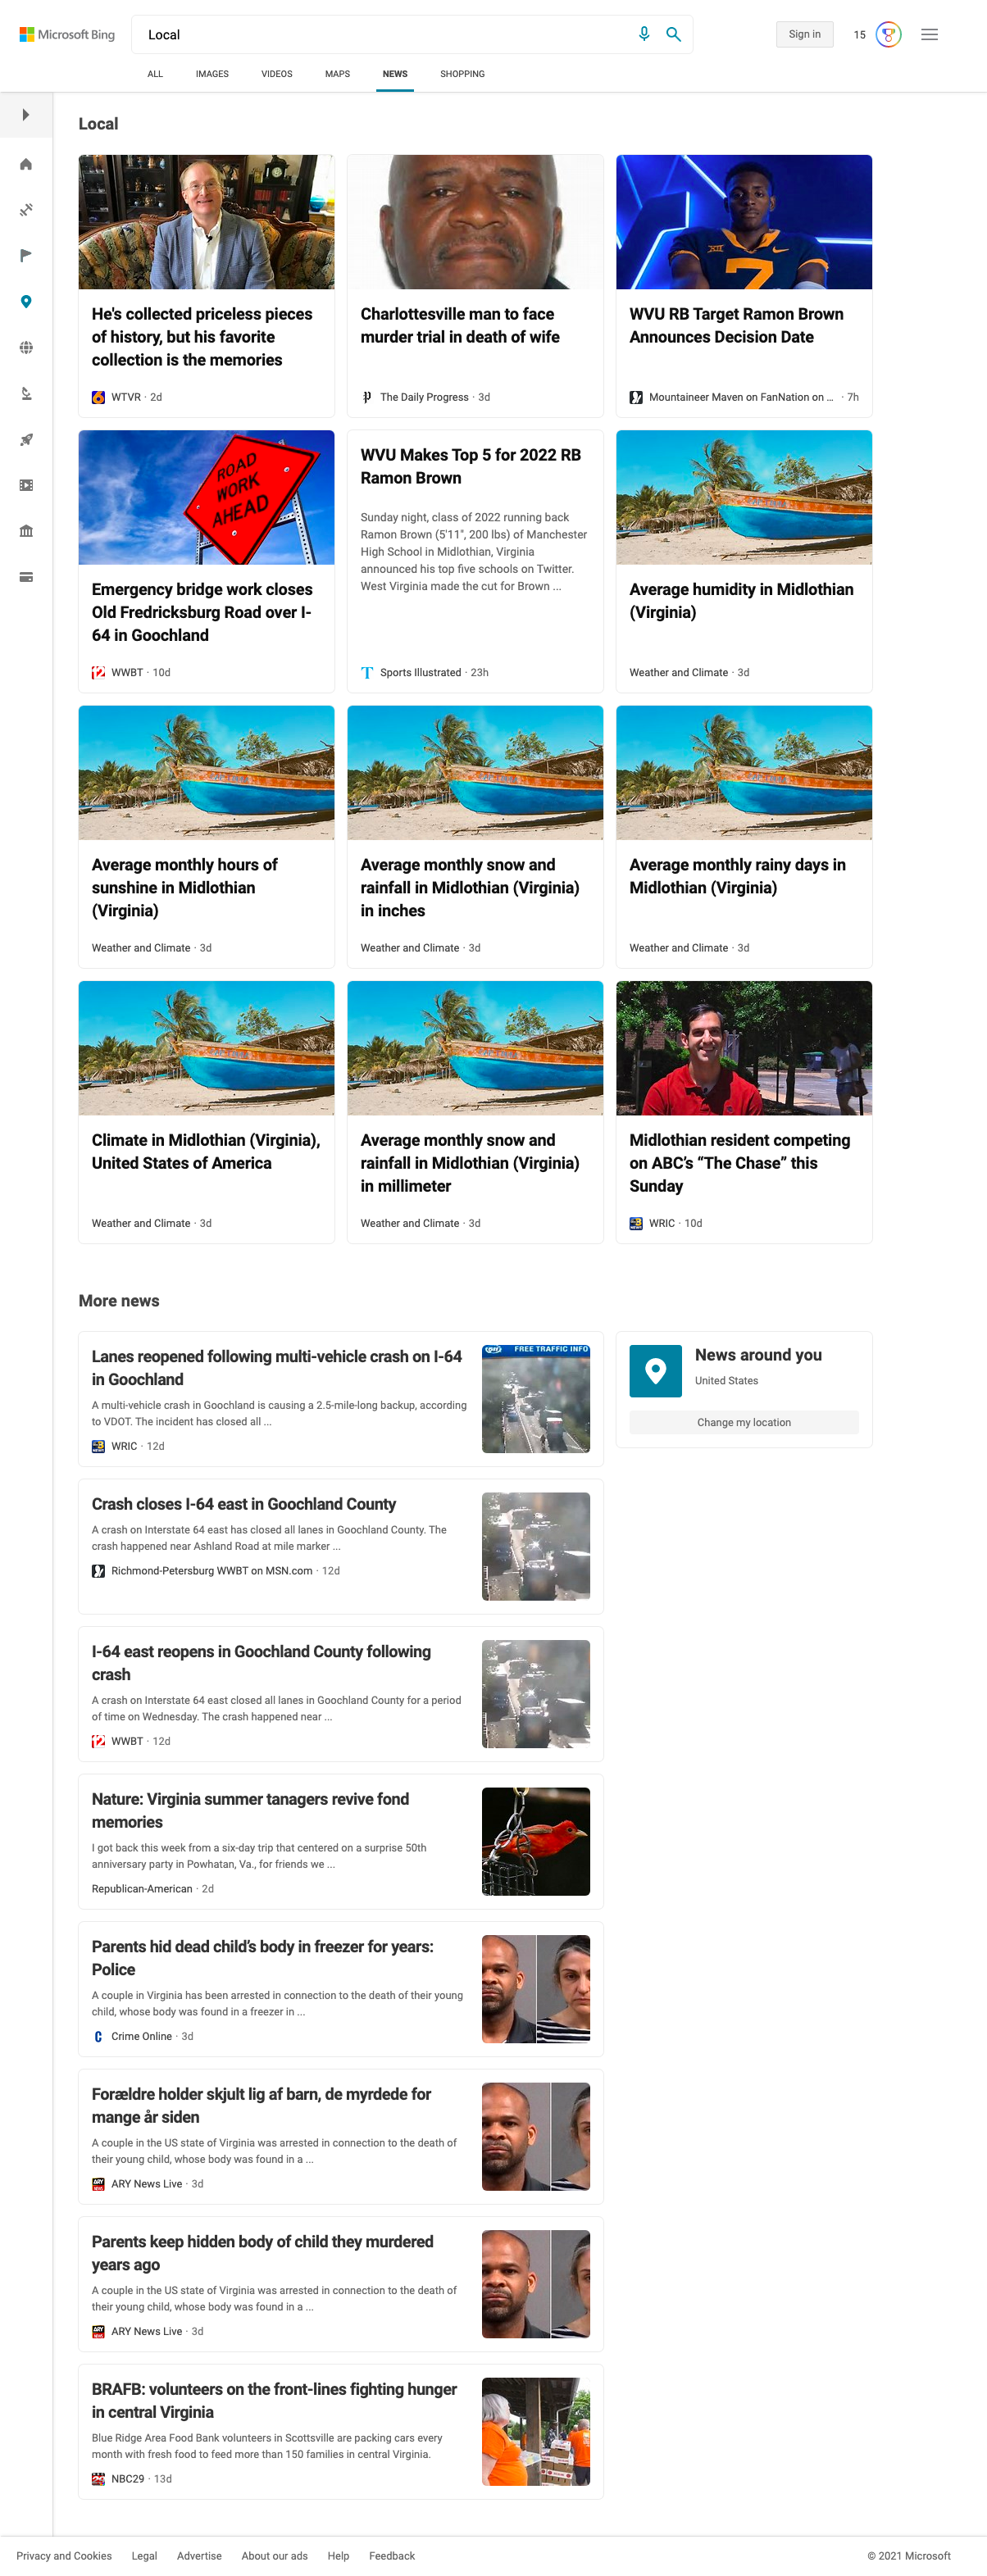 Microsoft Bing
Local
Sign in
15
ALL
IMAGES
VIDEOS
MAPS
NEWS
SHOPPING
Local
He's collected priceless pieces
of history, but his favorite
collection is the memories
WTVR · 2d
Charlottesville man to face
murder trial in death of wife
The Daily Progress · 3d
XII
7
WVU RB Target Ramon Brown
Announces Decision Date
Mountaineer Maven on FanNation on ... · 7h
ROAD
WORK
AHEAD
Emergency bridge work closes
Old Fredricksburg Road over I-
64 in Goochland
12
WWBT · 10d
WVU Makes Top 5 for 2022 RB
Ramon Brown
Sunday night, class of 2022 running back
Ramon Brown (5'11", 200 lbs) of Manchester
High School in Midlothian, Virginia
announced his top five schools on Twitter.
West Virginia made the cut for Brown ...
T
Sports Illustrated · 23h
Average humidity in Midlothian
(Virginia)
Weather and Climate · 3d
Average monthly hours of
sunshine in Midlothian
(Virginia)
Weather and Climate · 3d
Average monthly snow and
rainfall in Midlothian (Virginia)
in inches
Weather and Climate · 3d
Average monthly rainy days in
Midlothian (Virginia)
Weather and Climate · 3d
Climate in Midlothian (Virginia),
United States of America
Weather and Climate · 3d
Average monthly snow and
rainfall in Midlothian (Virginia)
in millimeter
Weather and Climate · 3d
Midlothian resident competing
on ABC’s “The Chase” this
Sunday
WRIC · 10d
More news
Lanes reopened following multi-vehicle crash on I-64
in Goochland
A multi-vehicle crash in Goochland is causing a 2.5-mile-long backup, according
to VDOT. The incident has closed all ...
WRIC · 12d
FREE TRAFFIC INFO
News around you
United States
Change my location
Crash closes I-64 east in Goochland County
A crash on Interstate 64 east has closed all lanes in Goochland County. The
crash happened near Ashland Road at mile marker ...
Richmond-Petersburg WWBT on MSN.com · 12d
I-64 east reopens in Goochland County following
crash
A crash on Interstate 64 east closed all lanes in Goochland County for a period
of time on Wednesday. The crash happened near ...
12
WWBT · 12d
Nature: Virginia summer tanagers revive fond
memories
I got back this week from a six-day trip that centered on a surprise 50th
anniversary party in Powhatan, Va., for friends we ...
Republican-American · 2d
Parents hid dead child’s body in freezer for years:
Police
A couple in Virginia has been arrested in connection to the death of their young
child, whose body was found in a freezer in ...
C
Crime Online · 3d
Forældre holder skjult lig af barn, de myrdede for
mange år siden
A couple in the US state of Virginia was arrested in connection to the death of
their young child, whose body was found in a ...
ARY NEWS
ARY News Live · 3d
Parents keep hidden body of child they murdered
years ago
A couple in the US state of Virginia was arrested in connection to the death of
their young child, whose body was found in a ...
ARY NEWS
ARY News Live · 3d
BRAFB: volunteers on the front-lines fighting hunger
in central Virginia
Blue Ridge Area Food Bank volunteers in Scottsville are packing cars every
month with fresh food to feed more than 150 families in central Virginia.
NBC29 · 13d
Privacy and Cookies
Legal
Advertise
About our ads
Help
Feedback
© 2021 Microsoft